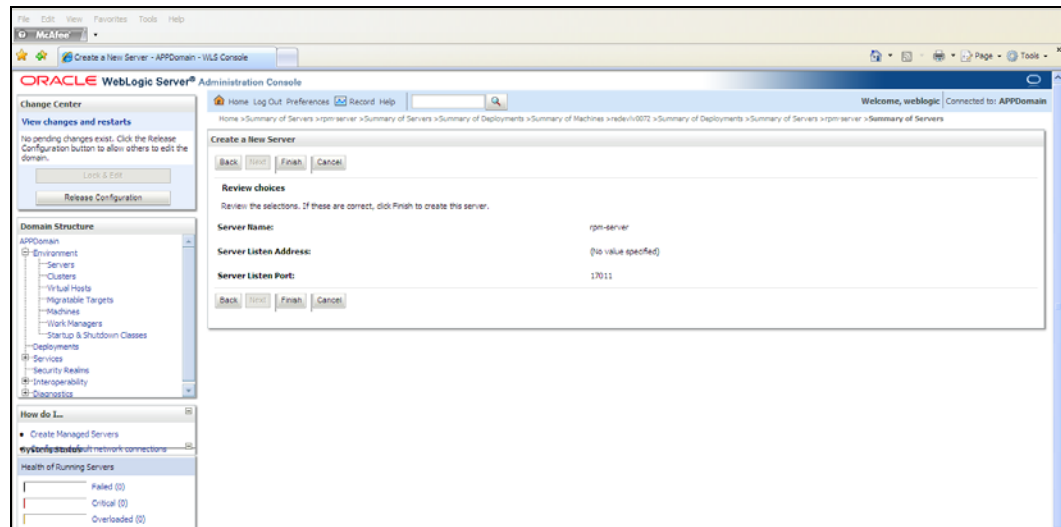 File Edit View Favorites Tools Help
McAfee
Create a New Server - APPDomain - WLS Console
Page Tools
ORACLE WebLogic Server® Administration Console
Change Center
View changes and restarts
No pending changes exist. Click the Release
Configuration button to allow others to edit the
domain.
Lock & Edit
Release Configuration
Domain Structure
APPDomain
Environment
Servers
Clusters
Virtual Hosts
Migratable Targets
Machines
Work Managers
Startup & Shutdown Classes
Deployments
Services
Security Realms
Interoperability
Diagnostics
How do I...
Create Managed Servers
default network connections
System Status
Health of Running Servers
Failed (0)
Critical (0)
Overloaded (0)
Home Log Out Preferences Record Help
Welcome, weblogic Connected to: APPDomain
Home >Summary of Servers >rpm-server >Summary of Servers >Summary of Deployments >Summary of Machines >redevlv0072 >Summary of Deployments >Summary of Servers >rpm-server >Summary of Servers
Create a New Server
Back Next Finish Cancel
Review choices
Review the selections. If these are correct, click Finish to create this server.
Server Name: rpm-server
Server Listen Address: (No value specified)
Server Listen Port: 17011
Back Next Finish Cancel